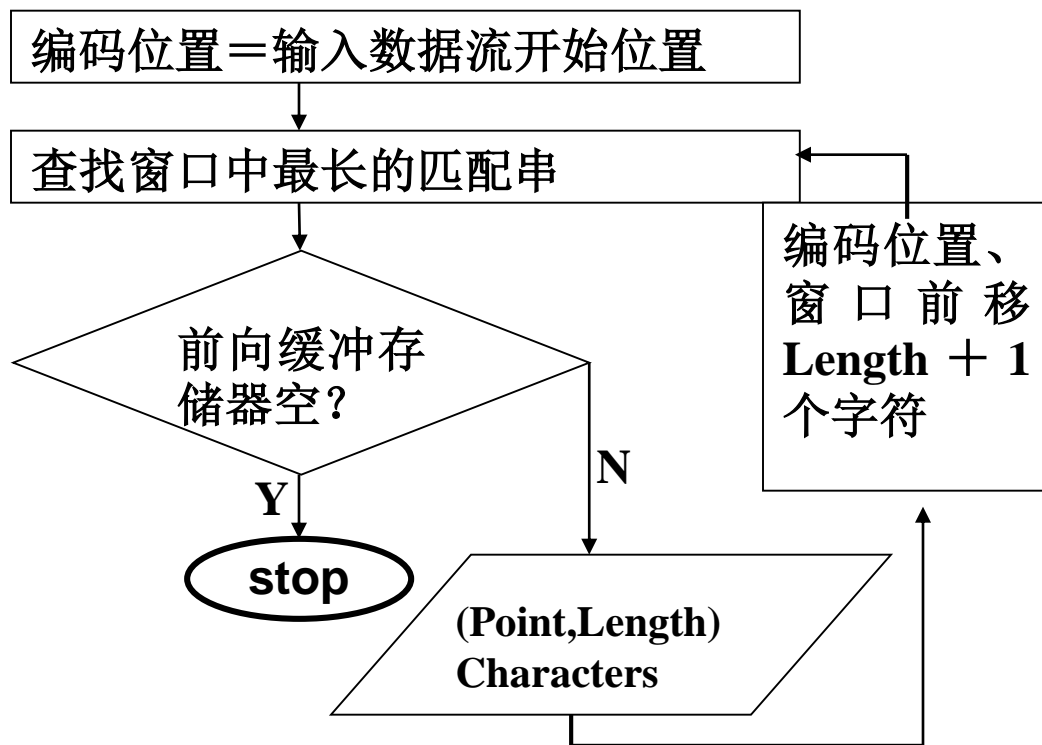 编码位置＝输入数据流开始位置
查找窗口中最长的匹配串
前向缓冲存
储器空？
Y
stop
N
(Point,Length)
Characters
编码位置、
窗口前移
Length＋1
个字符